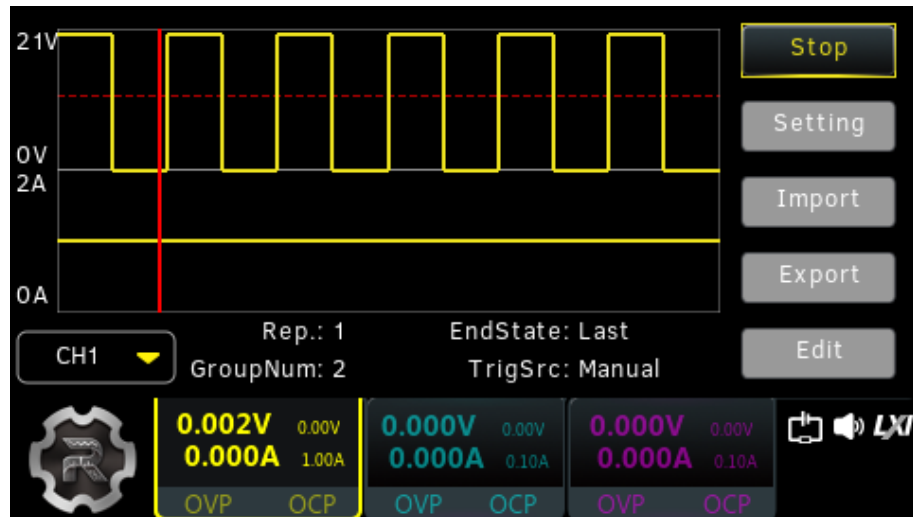 21V
Stop
Setting
0V
2A
Import
Export
0A
Rep.: 1 EndState: Last
CH1
GroupNum: 2 TrigSrc: Manual
Edit
0.002V 0.00V 0.000V 0.00V 0.000V 0.00V
0.000A 1.00A 0.000A 0.10A 0.000A 0.10A
LXI
OVP OCP OVP OCP OVP OCP
R